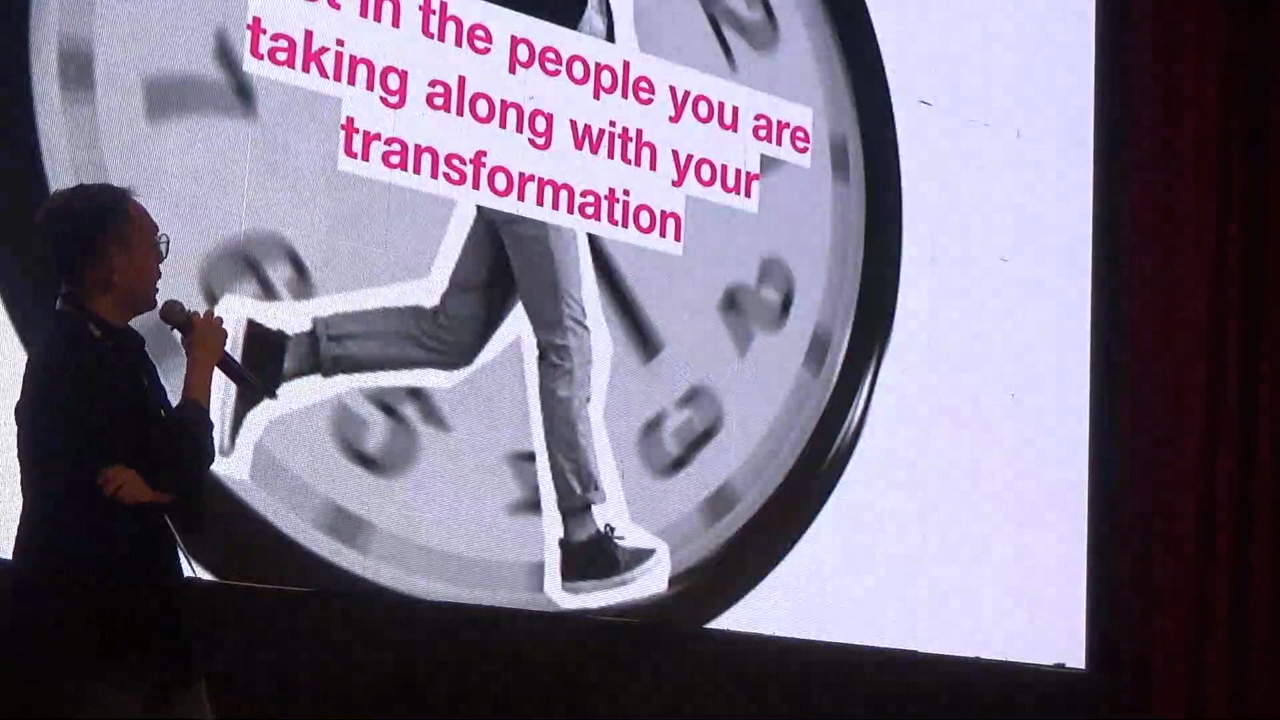 in the people you are
taking along with your
transformation